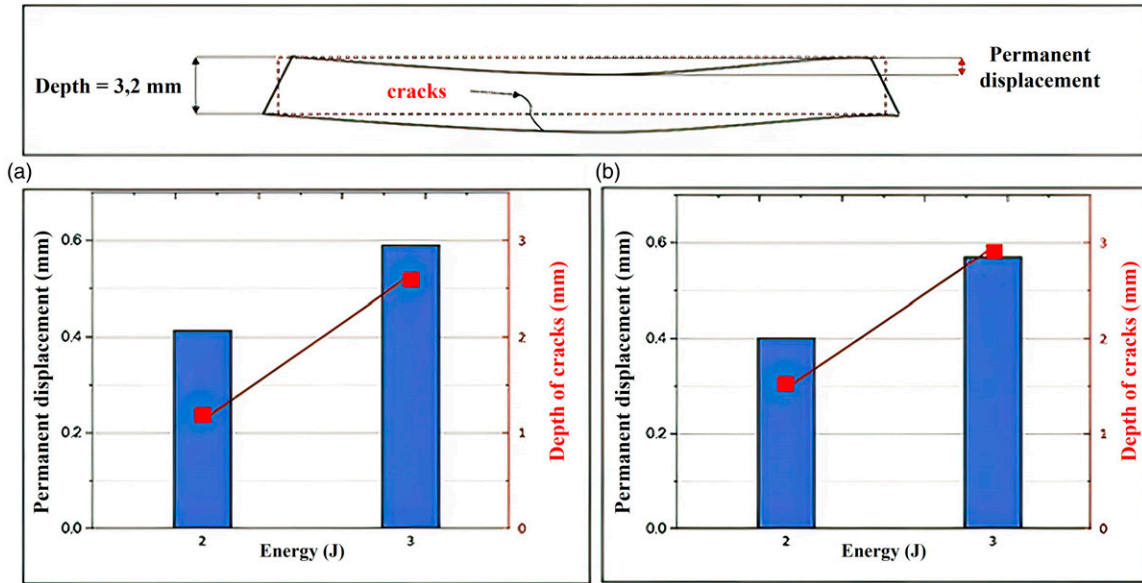 Depth = 3,2 mm
cracks
Permanent
displacement
(a)
Permanent displacement (mm)
0.6
0.4
0.2
0.0
2
3
Energy (J)
3
2
1
0
Depth of cracks (mm)
(b)
Permanent displacement (mm)
0.6
0.4
0.2
0.0
2
3
Energy (J)
3
2
1
0
Depth of cracks (mm)